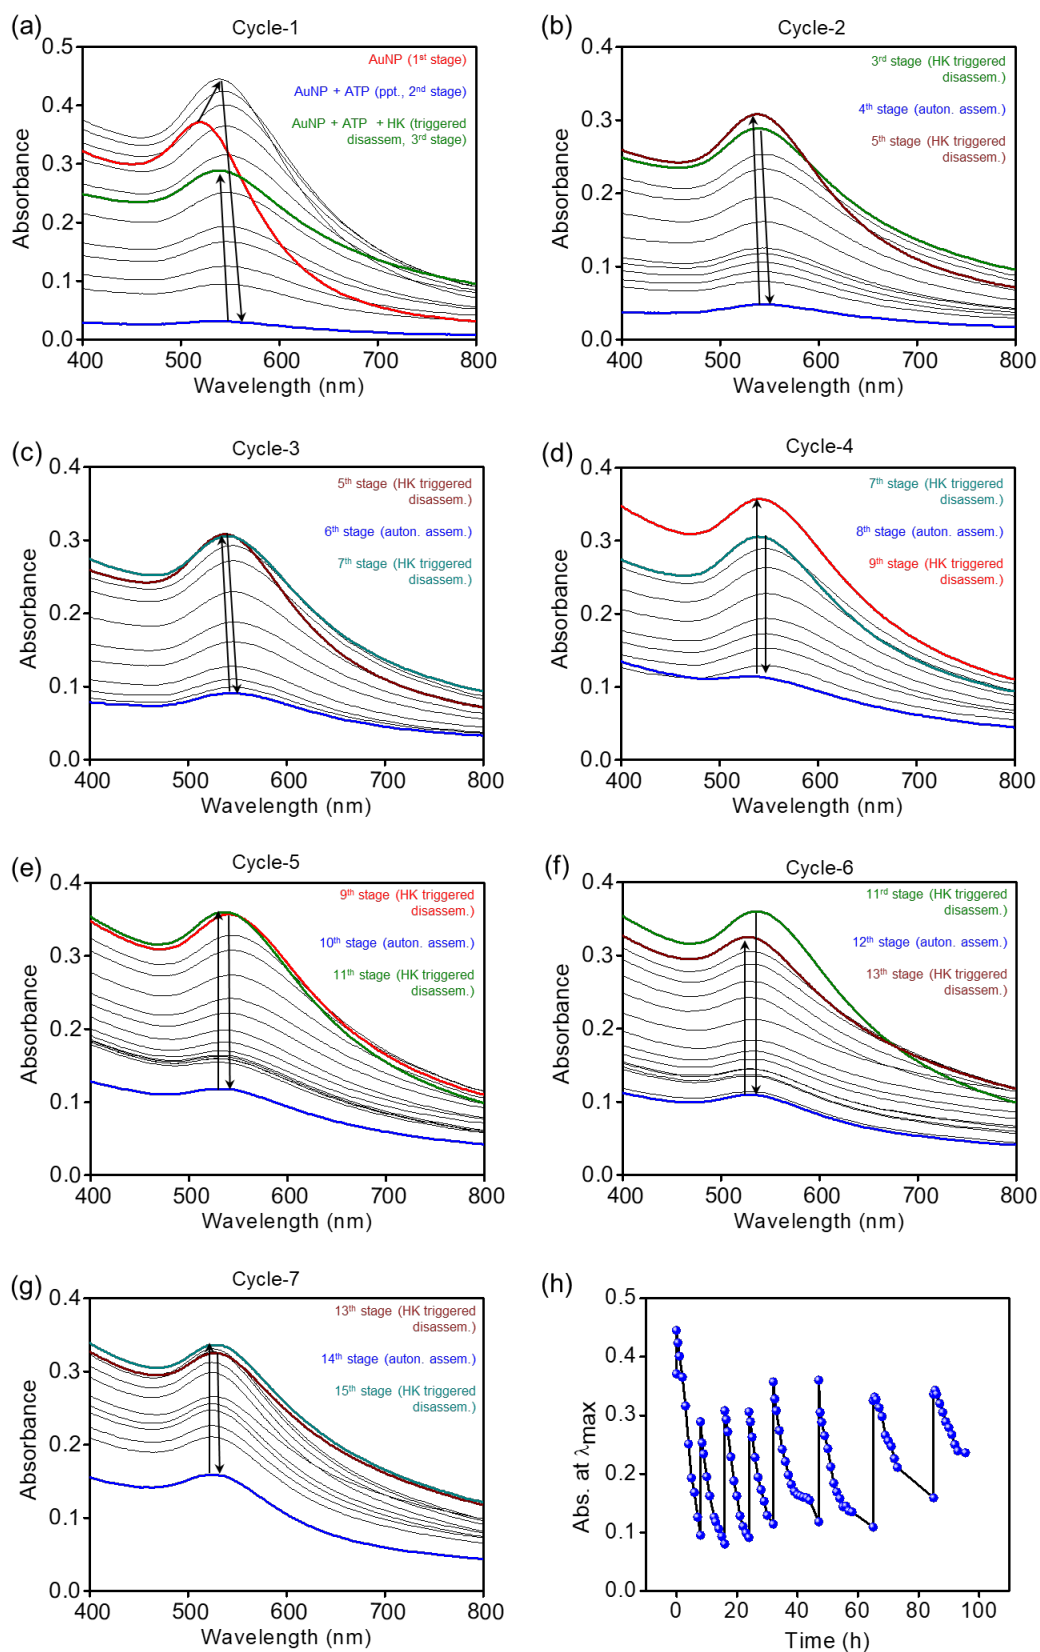 (a)
Cycle-1
0.5
0.4
0.3
0.2
0.1
0.0
Absorbance
AuNP (1st stage)
AuNP + ATP (ppt., 2nd stage)
AuNP + ATP + HK (triggered
disassem, 3rd stage)
400 500 600 700 800
Wavelength (nm)
(b)
Cycle-2
0.4
0.3
0.2
0.1
0.0
Absorbance
3rd stage (HK triggered
disassem.)
4th stage (auton. assem.)
5th stage (HK triggered
disassem.)
400 500 600 700 800
Wavelength (nm)
(c)
Cycle-3
0.4
0.3
0.2
0.1
0.0
Absorbance
5th stage (HK triggered
disassem.)
6th stage (auton. assem.)
7th stage (HK triggered
disassem.)
400 500 600 700 800
Wavelength (nm)
(d)
Cycle-4
0.4
0.3
0.2
0.1
0.0
Absorbance
7th stage (HK triggered
disassem.)
8th stage (auton. assem.)
9th stage (HK triggered
disassem.)
400 500 600 700 800
Wavelength (nm)
(e)
Cycle-5
0.4
0.3
0.2
0.1
0.0
Absorbance
9th stage (HK triggered
disassem.)
10th stage (auton. assem.)
11th stage (HK triggered
disassem.)
400 500 600 700 800
Wavelength (nm)
(f)
Cycle-6
0.4
0.3
0.2
0.1
0.0
Absorbance
11rd stage (HK triggered
disassem.)
12th stage (auton. assem.)
13th stage (HK triggered
disassem.)
400 500 600 700 800
Wavelength (nm)
(g)
Cycle-7
0.4
0.3
0.2
0.1
0.0
Absorbance
13th stage (HK triggered
disassem.)
14th stage (auton. assem.)
15th stage (HK triggered
disassem.)
400 500 600 700 800
Wavelength (nm)
(h)
0.5
0.4
0.3
0.2
0.1
0.0
Abs. at λmax
0 20 40 60 80 100
Time (h)